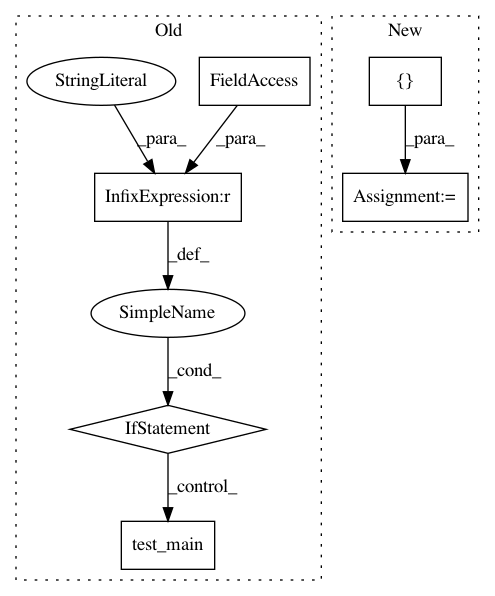 Old
New
StringLiteral
FieldAccess
{}
_para_
_para_
_para_
InfixExpression:r
Assignment:=
_def_
SimpleName
_cond_
IfStatement
_control_
test_main